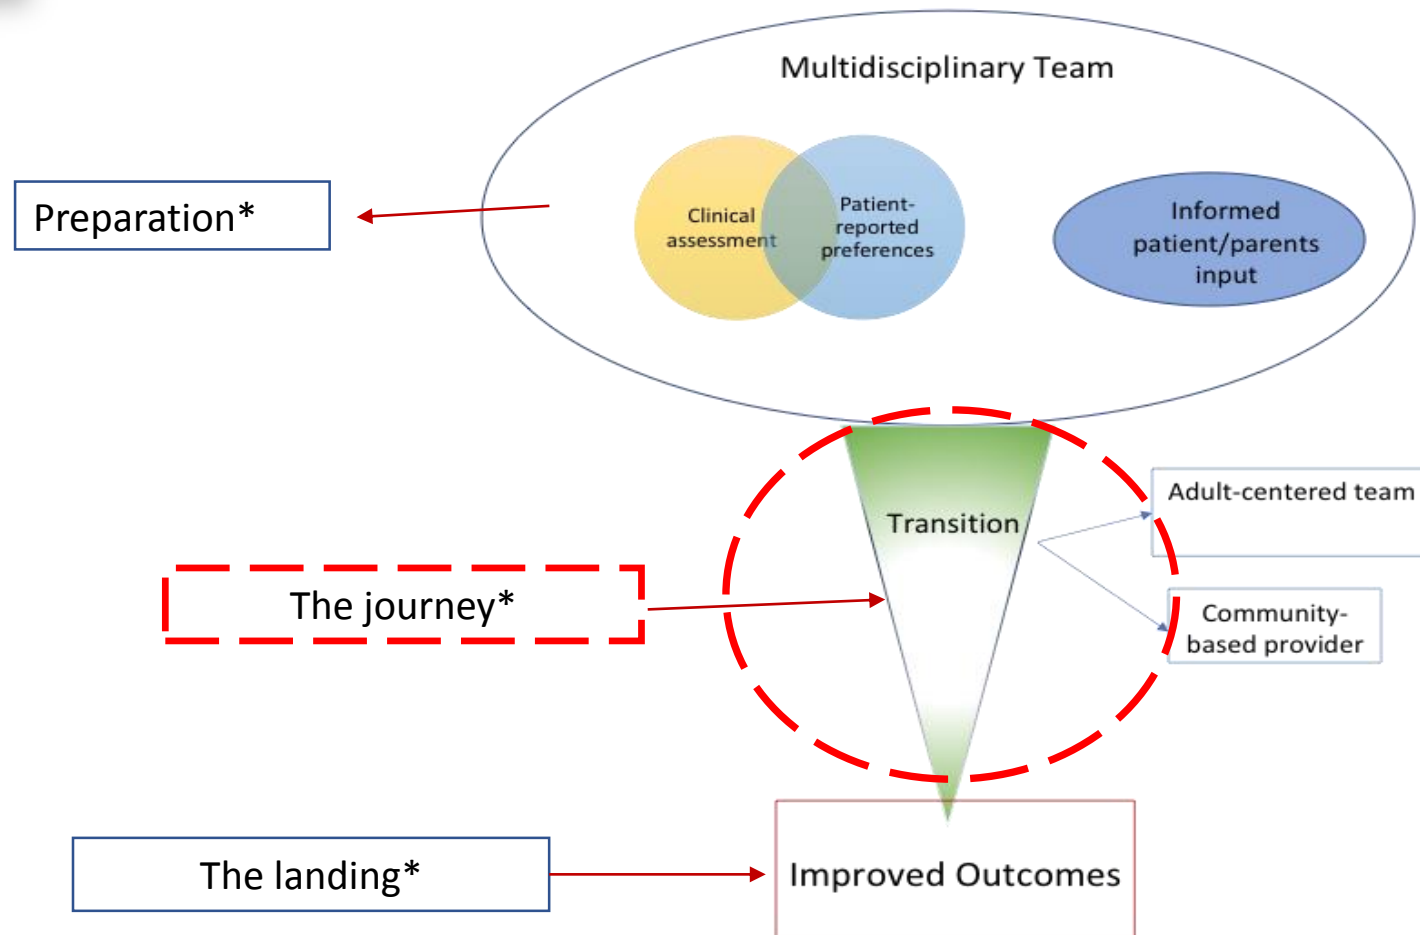 Multidisciplinary Team
Preparation*
Clinical
assessment
Patient-
reported
preferences
Informed
patient/parents
input
Transition
Adult-centered team
The journey*
Community-
based provider
The landing*
Improved Outcomes